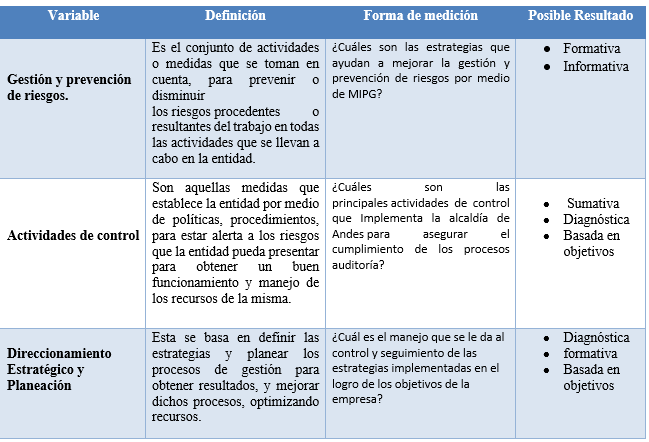 Variable
Definición
Forma de medición
Posible Resultado
Gestión y prevención
de riesgos.
Es el conjunto de actividades
o medidas que se toman en
cuenta, para prevenir o
disminuir
los riesgos procedentes o
resultantes del trabajo en todas
las actividades que se llevan a
cabo en la entidad.
¿Cuáles son las estrategias que
ayudan a mejorar la gestión y
prevención de riesgos por medio
de MIPG?
● Formativa
● Informativa
Actividades de control
Son aquellas medidas que
establece la entidad por medio
de políticas, procedimientos,
para estar alerta a los riesgos
que la entidad pueda presentar
para obtener un buen
funcionamiento y manejo de
los recursos de la misma.
¿Cuáles son las
principales actividades de control
que Implementa la alcaldía de
Andes para asegurar el
cumplimiento de los procesos
auditoría?
● Sumativa
● Diagnóstica
● Basada en
objetivos
Direccionamiento
Estratégico y
Planeación
Esta se basa en definir las
estrategias y planear los
procesos de gestión para
obtener resultados, y mejorar
dichos procesos, optimizando
recursos.
¿Cuál es el manejo que se le da al
control y seguimiento de las
estrategias implementadas en el
logro de los objetivos de la
empresa?
● Diagnóstica
● formativa
● Basada en
objetivos